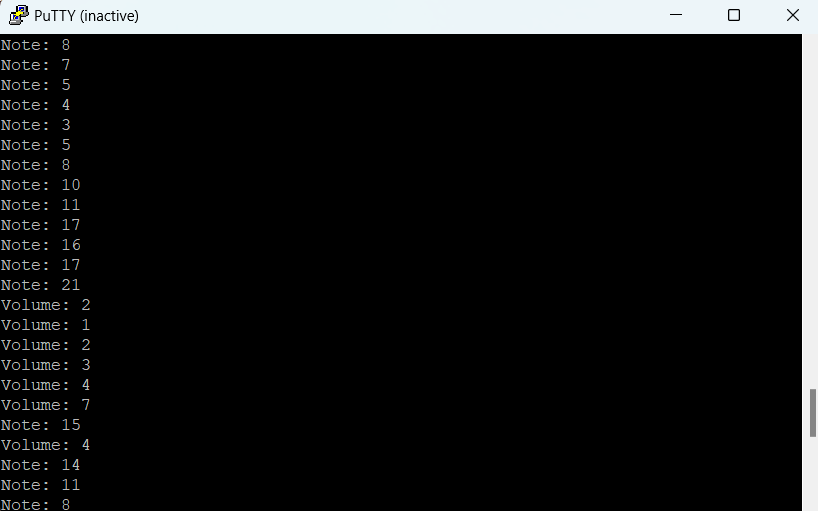 PuTTY (inactive)
Note: 8
Note: 7
Note: 5
Note: 4
Note: 3
Note: 5
Note: 8
Note: 10
Note: 11
Note: 17
Note: 16
Note: 17
Note: 21
Volume: 2
Volume: 1
Volume: 2
Volume: 3
Volume: 4
Volume: 7
Note: 15
Volume: 4
Note: 14
Note: 11
Note: 8